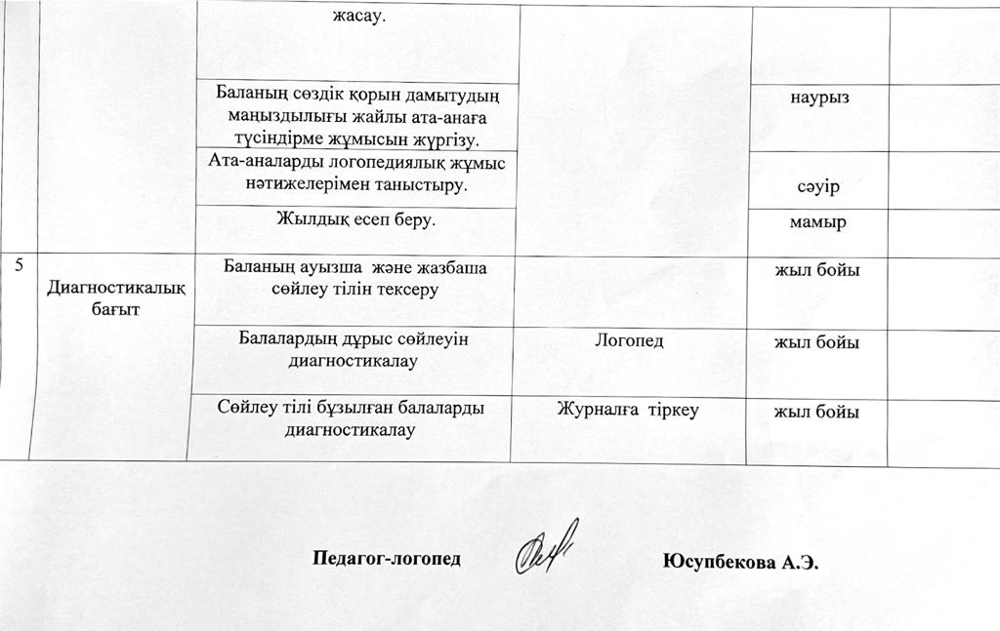 жасау.
Баланың сөздік қорын дамытудың
маңыздылығы жайлы ата-анаға
түсіндірме жұмысын жүргізу.
наурыз
Ата-аналарды логопедиялық жұмыс
нәтижелерімен таныстыру.
сәуір
Жылдық есеп беру.
мамыр
5
Диагностикалық
бағыт
Баланың ауызша және жазбаша
сөйлеу тілін тексеру
жыл бойы
Балалардың дұрыс сөйлеуін
диагностикалау
Логопед
жыл бойы
Сөйлеу тілі бұзылған балаларды
диагностикалау
Журналға тіркеу
жыл бойы
Педагог-логопед
Юсупбекова А.Э.